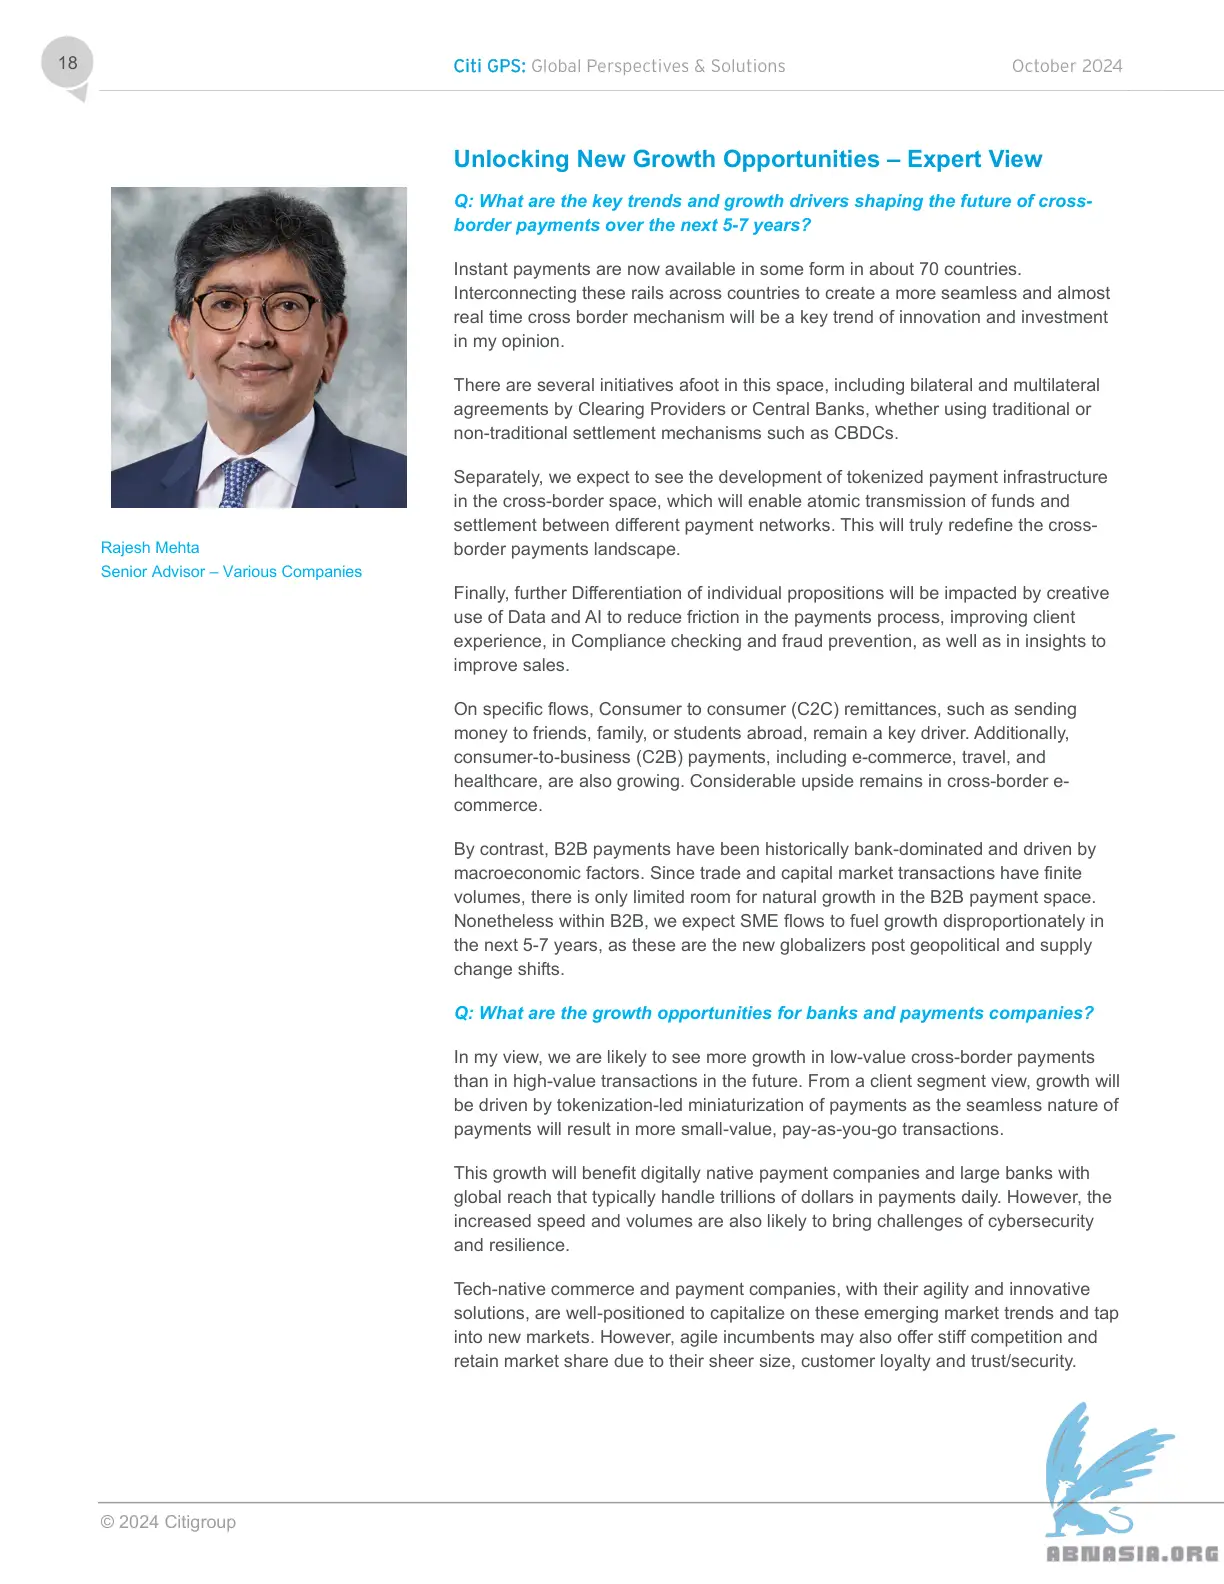 18
Citi GPS: Global Perspectives & Solutions
October 2024
Unlocking New Growth Opportunities – Expert View
Rajesh Mehta
Senior Advisor – Various Companies
Q: What are the key trends and growth drivers shaping the future of cross-
border payments over the next 5-7 years?
Instant payments are now available in some form in about 70 countries.
Interconnecting these rails across countries to create a more seamless and almost
real time cross border mechanism will be a key trend of innovation and investment
in my opinion.
There are several initiatives afoot in this space, including bilateral and multilateral
agreements by Clearing Providers or Central Banks, whether using traditional or
non-traditional settlement mechanisms such as CBDCs.
Separately, we expect to see the development of tokenized payment infrastructure
in the cross-border space, which will enable atomic transmission of funds and
settlement between different payment networks. This will truly redefine the cross-
border payments landscape.
Finally, further Differentiation of individual propositions will be impacted by creative
use of Data and AI to reduce friction in the payments process, improving client
experience, in Compliance checking and fraud prevention, as well as in insights to
improve sales.
On specific flows, Consumer to consumer (C2C) remittances, such as sending
money to friends, family, or students abroad, remain a key driver. Additionally,
consumer-to-business (C2B) payments, including e-commerce, travel, and
healthcare, are also growing. Considerable upside remains in cross-border e-
commerce.
By contrast, B2B payments have been historically bank-dominated and driven by
macroeconomic factors. Since trade and capital market transactions have finite
volumes, there is only limited room for natural growth in the B2B payment space.
Nonetheless within B2B, we expect SME flows to fuel growth disproportionately in
the next 5-7 years, as these are the new globalizers post geopolitical and supply
change shifts.
Q: What are the growth opportunities for banks and payments companies?
In my view, we are likely to see more growth in low-value cross-border payments
than in high-value transactions in the future. From a client segment view, growth will
be driven by tokenization-led miniaturization of payments as the seamless nature of
payments will result in more small-value, pay-as-you-go transactions.
This growth will benefit digitally native payment companies and large banks with
global reach that typically handle trillions of dollars in payments daily. However, the
increased speed and volumes are also likely to bring challenges of cybersecurity
and resilience.
Tech-native commerce and payment companies, with their agility and innovative
solutions, are well-positioned to capitalize on these emerging market trends and tap
into new markets. However, agile incumbents may also offer stiff competition and
retain market share due to their sheer size, customer loyalty and trust/security.
© 2024 Citigroup
ABNASIA.ORG